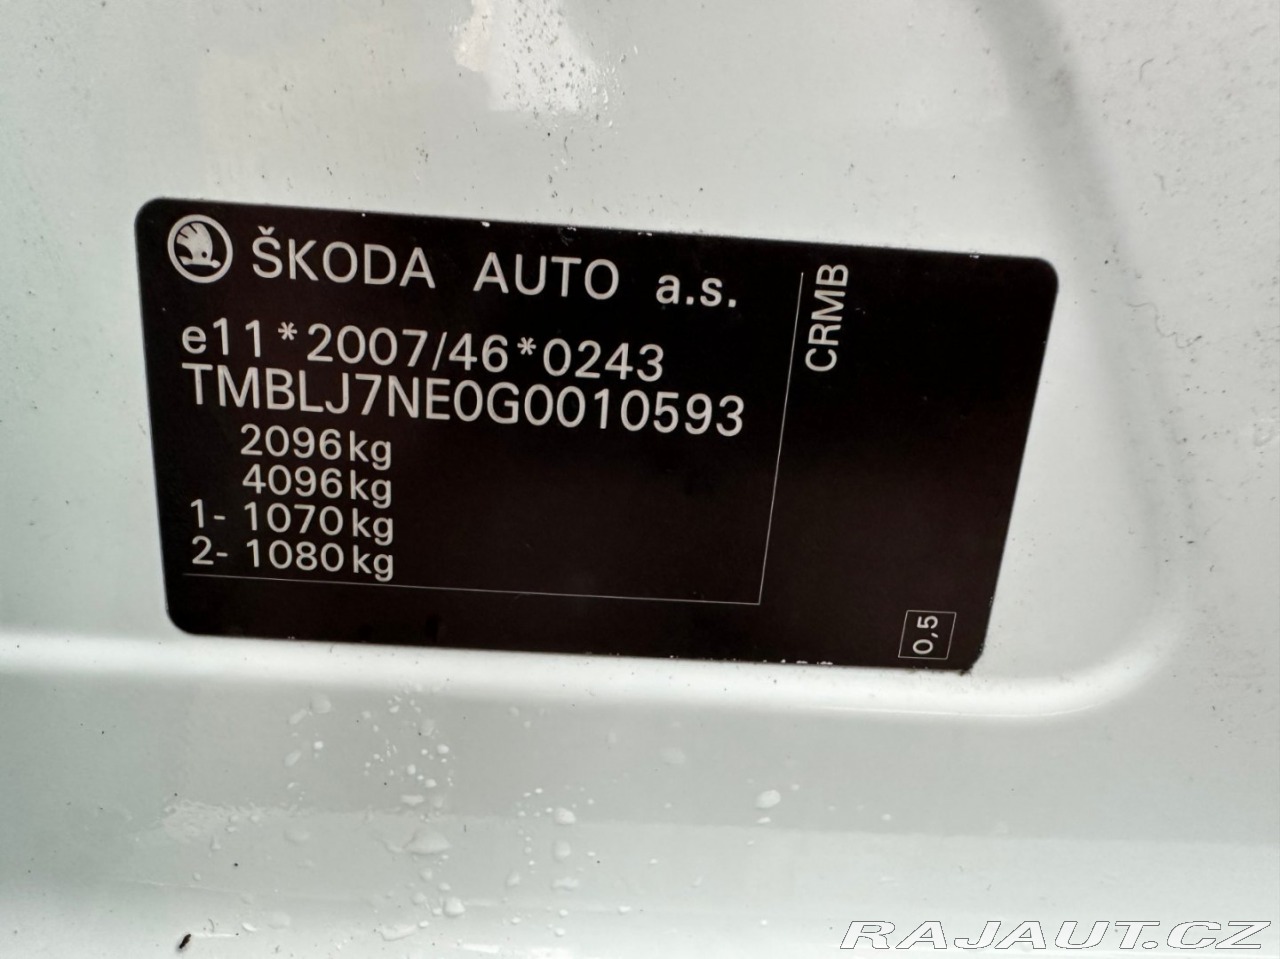 ŠKODA AUTO a.s.
e11*2007/46*0243
TMBLJ7NE0G0010593
2096kg
4096kg
1- 1070kg
2- 1080kg
CRMB
0,5
RAJAUT.CZ